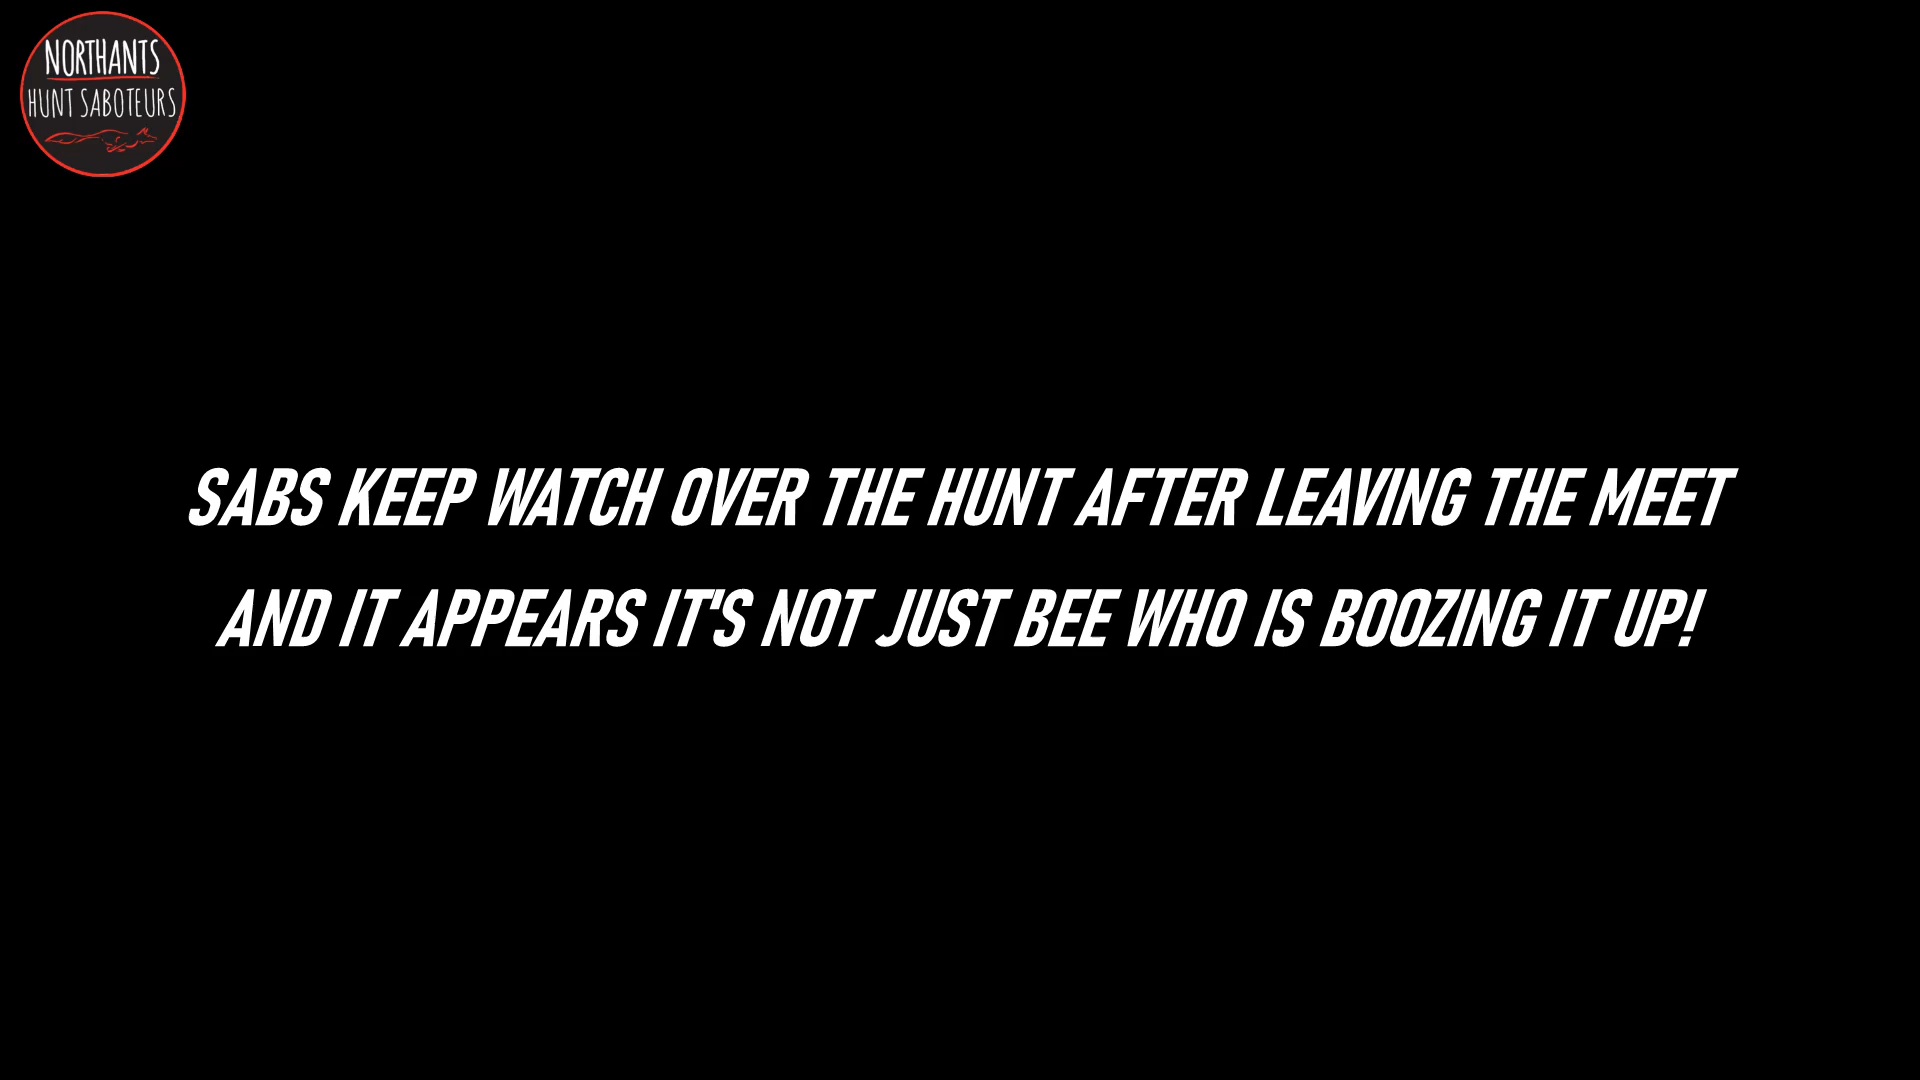 NORTHANTS
HUNT SABOTEURS
SABS KEEP WATCH OVER THE HUNT AFTER LEAVING THE MEET
AND IT APPEARS IT'S NOT JUST BEE WHO IS BOOZING IT UP!